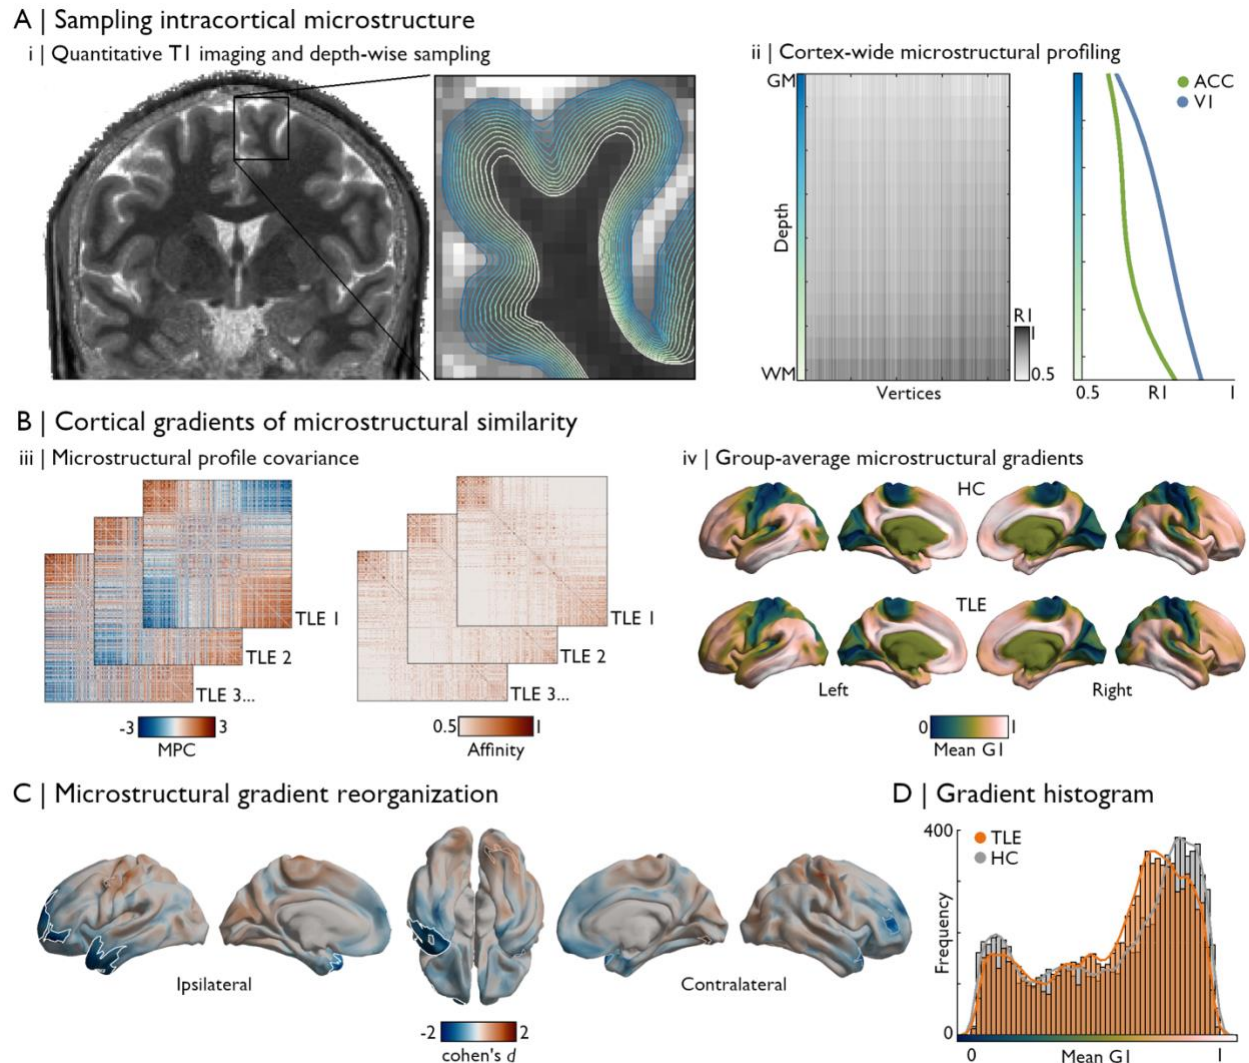 A | Sampling intracortical microstructure
i | Quantitative T1 imaging and depth-wise sampling
ii | Cortex-wide microstructural profiling
GM
Depth
WM
Vertices
R1
1
0.5
ACC
V1
0.5
R1
1
B | Cortical gradients of microstructural similarity
iii | Microstructural profile covariance
TLE 1
TLE 2
TLE 3...
-3
3
MPC
TLE 1
TLE 2
TLE 3...
0.5
1
Affinity
iv | Group-average microstructural gradients
HC
TLE
Left
Right
0
1
Mean G1
C | Microstructural gradient reorganization
Ipsilateral
Contralateral
-2
2
cohen's d
D | Gradient histogram
400
TLE
HC
Frequency
0
0
Mean G1
1